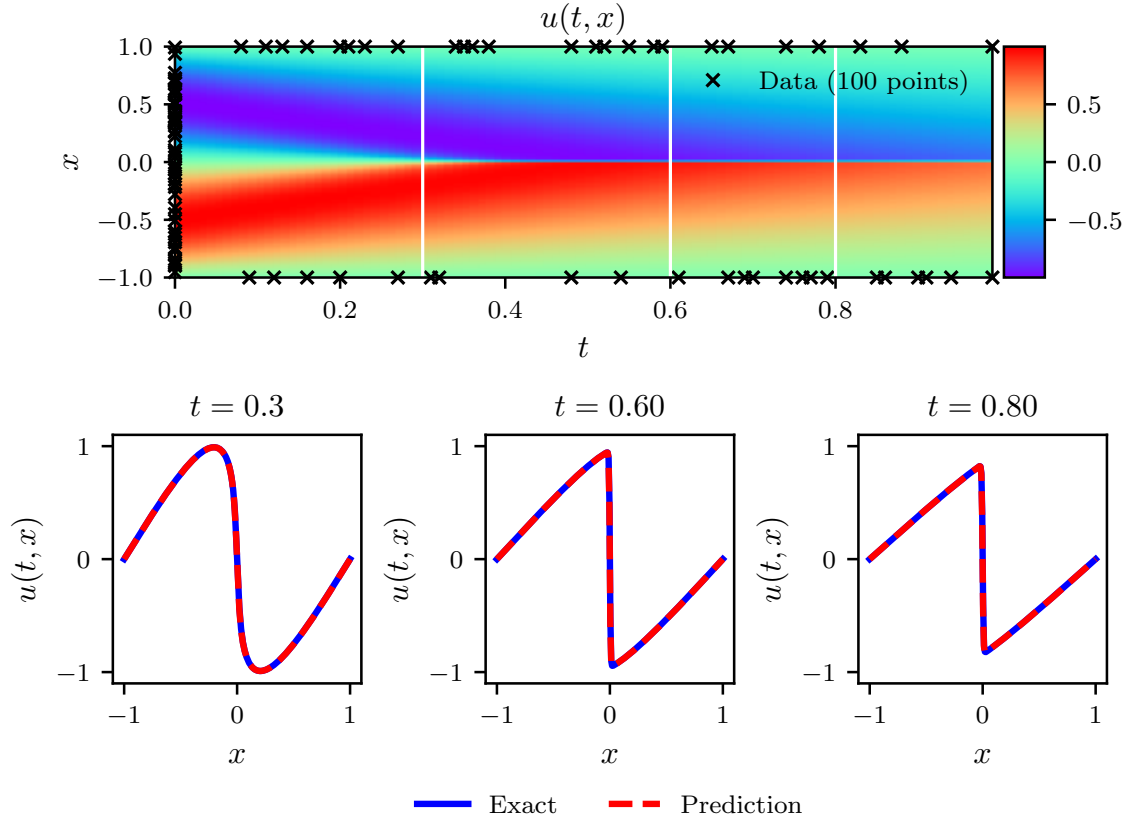 u(t, x)
1.0
0.5
0.0
−0.5
−1.0
x
Data (100 points)
0.5
0.0
−0.5
0.0 0.2 0.4 0.6 0.8
t
t = 0.3 t = 0.60 t = 0.80
1 1 1
u(t, x) u(t, x) u(t, x)
0 0 0
−1 −1 −1
−1 0 1 −1 0 1 −1 0 1
x x x
Exact Prediction